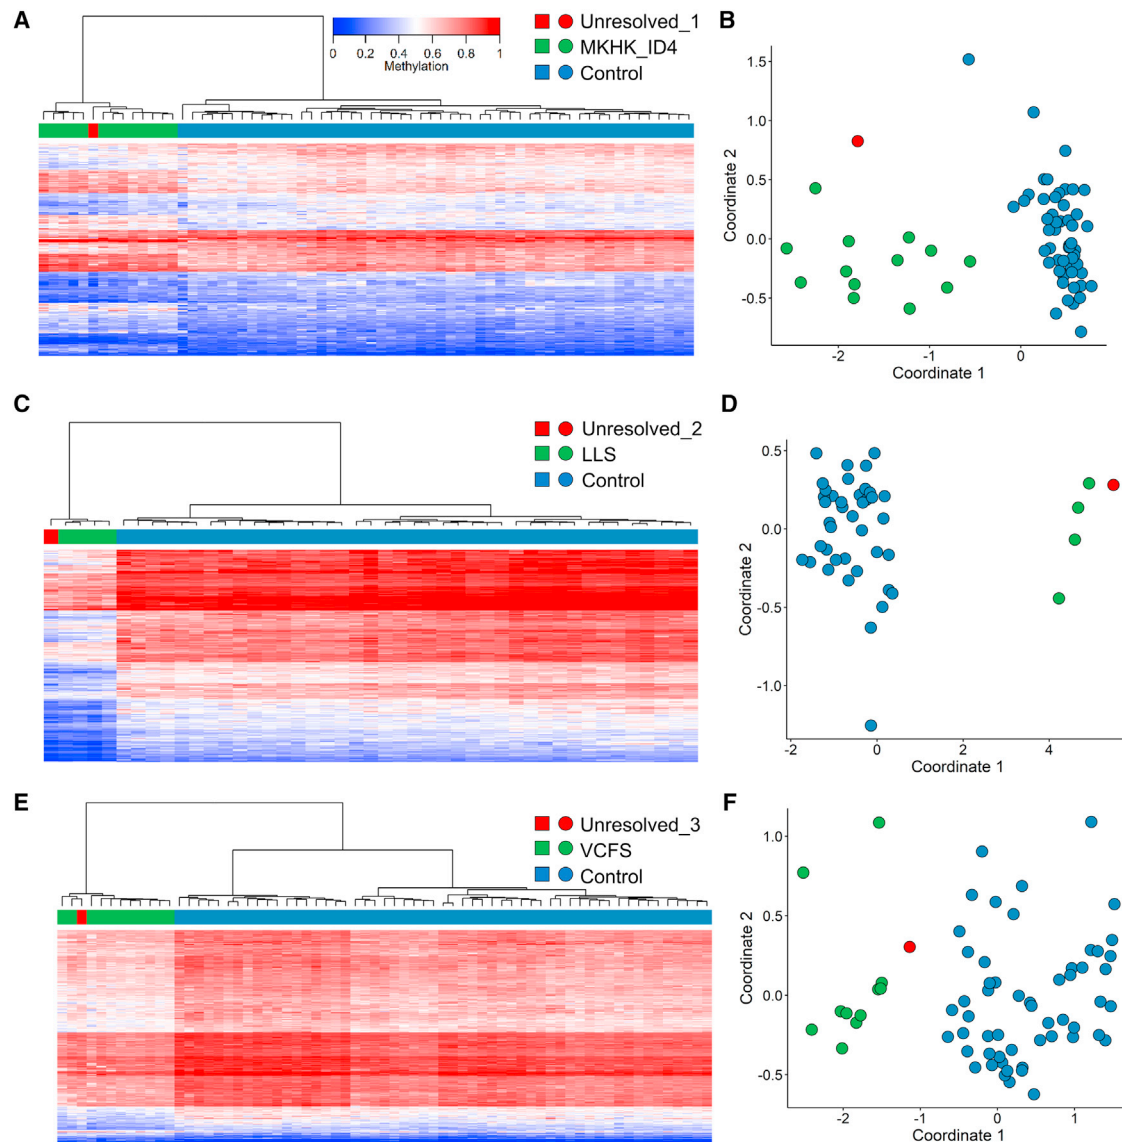 A
0 0.2 0.4 0.6 0.8 1
Methylation
Unresolved_1
MKHK_ID4
Control
B
1.5
1.0
0.5
0.0
-0.5
-2 -1 0
Coordinate 2
Coordinate 1
C
Unresolved_2
LLS
Control
D
0.5
0.0
-0.5
-1.0
-2 0 2 4
Coordinate 2
Coordinate 1
E
Unresolved_3
VCFS
Control
F
1.0
0.5
0.0
-0.5
-2 -1 0 1
Coordinate 2
Coordinate 1